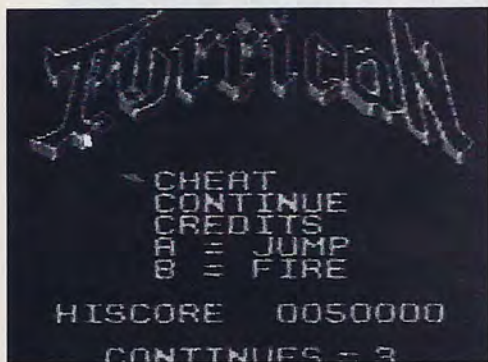 Turrican
CHEAT
CONTINUE
CREDITS
A = JUMP
B = FIRE
HISCORE 0050000
CONTINUES = 3